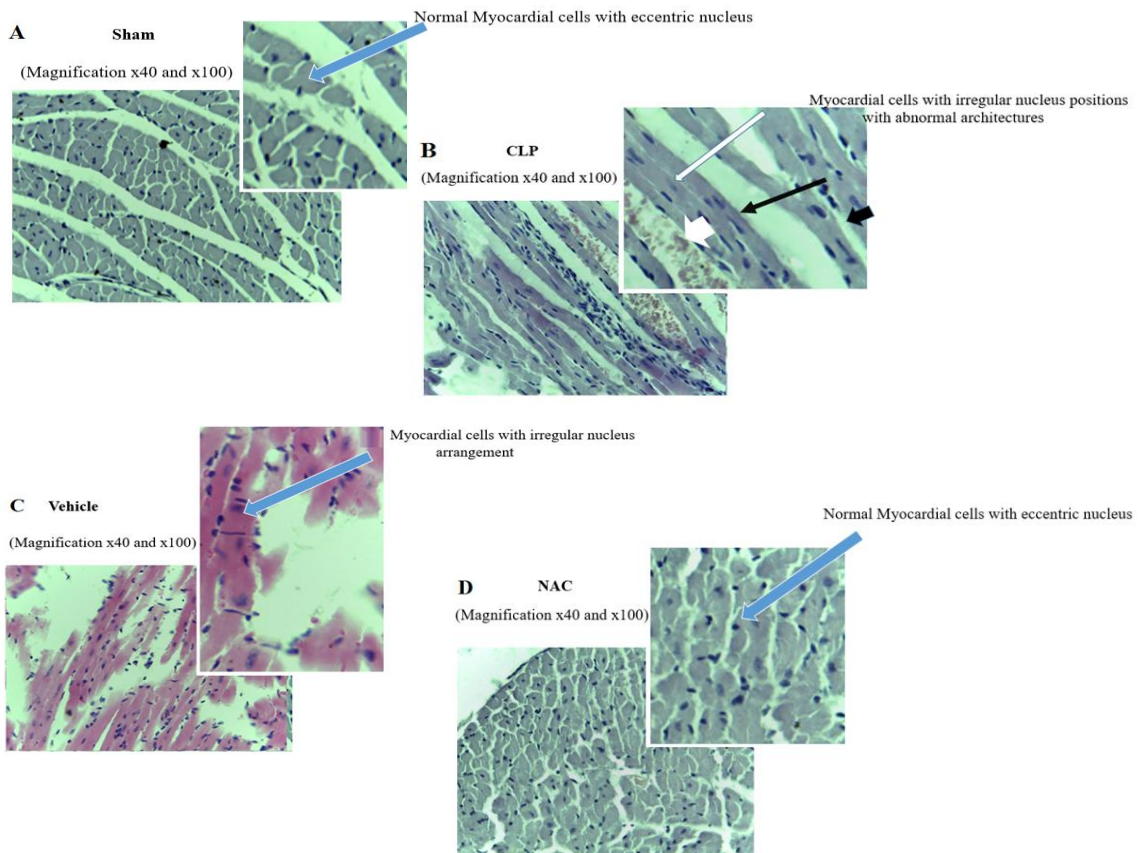 A
Sham
(Magnification x40 and x100)
Normal Myocardial cells with eccentric nucleus
B
CLP
(Magnification x40 and x100)
Myocardial cells with irregular nucleus positions
with abnormal architectures
C
Vehicle
(Magnification x40 and x100)
Myocardial cells with irregular nucleus
arrangement
D
NAC
(Magnification x40 and x100)
Normal Myocardial cells with eccentric nucleus